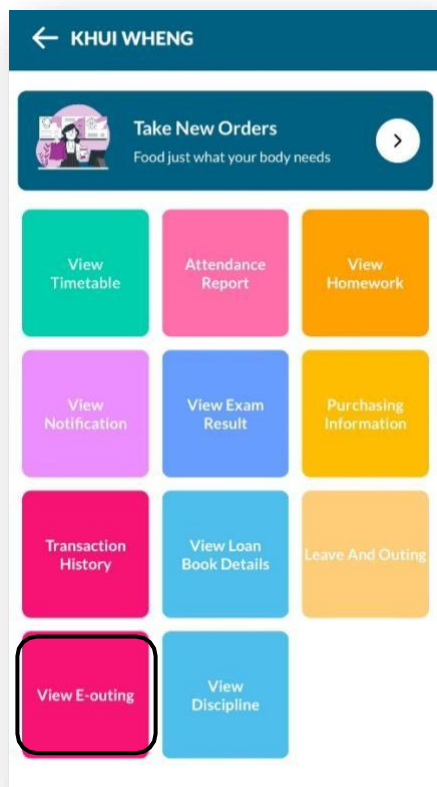 KHUI WHENG
Take New Orders
Food just what your body needs
View
Timetable
Attendance
Report
View
Homework
View
Notification
View Exam
Result
Purchasing
Information
Transaction
History
View Loan
Book Details
Leave And Outing
View E-outing
View
Discipline